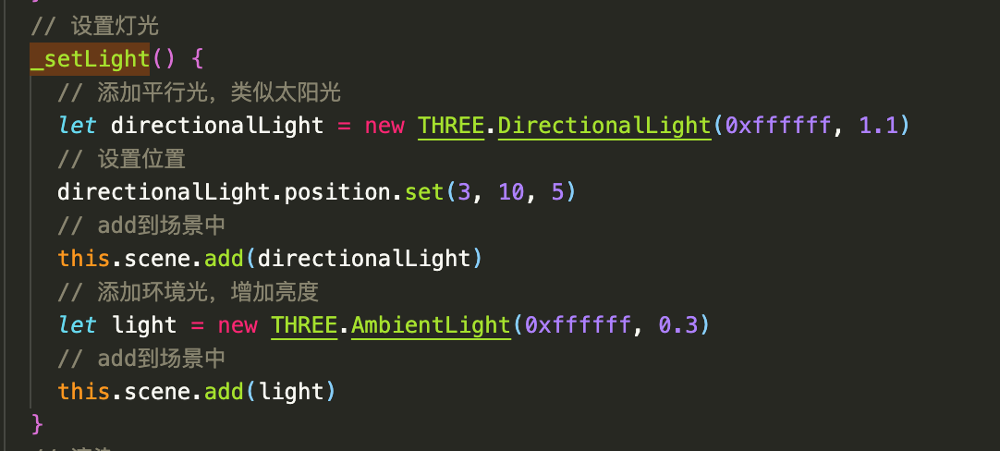 // 设置灯光
_setLight() {
// 添加平行光，类似太阳光
let directionalLight = new THREE.DirectionalLight(0xffffff, 1.1)
// 设置位置
directionalLight.position.set(3, 10, 5)
// add到场景中
this.scene.add(directionalLight)
// 添加环境光，增加亮度
let light = new THREE.AmbientLight(0xffffff, 0.3)
// add到场景中
this.scene.add(light)
}